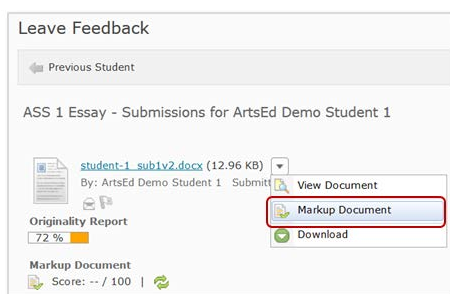 Leave Feedback
Previous Student
ASS 1 Essay - Submissions for ArtsEd Demo Student 1
student-1_sub1v2.docx (12.96 KB)
View Document
By: ArtsEd Demo Student 1 Submitt
Markup Document
Originality Report
Download
72 %
Markup Document
Score: -- / 100 |